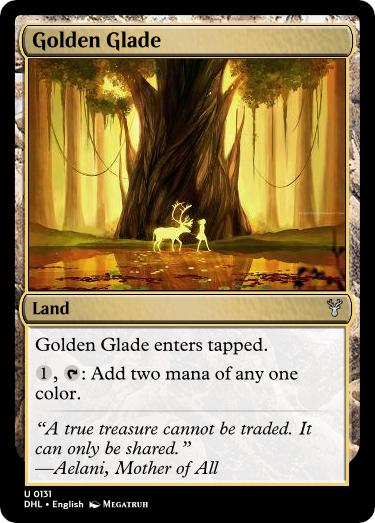 Golden Glade
Land
Golden Glade enters tapped.
1, : Add two mana of any one
color.
“A true treasure cannot be traded. It
can only be shared.”
—Aelani, Mother of All
U 0131
DHL • English MEGATRUH